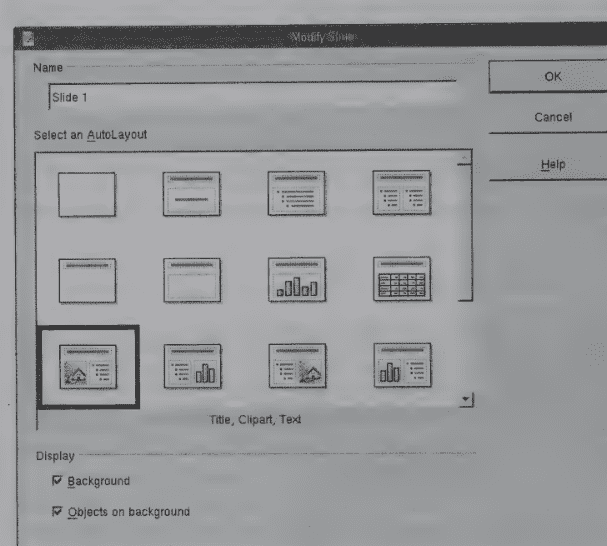 Modify Slide
Name
OK
Slide 1
Cancel
Select an AutoLayout
Help
Title, Clipart, Text
Display
Background
Objects on background